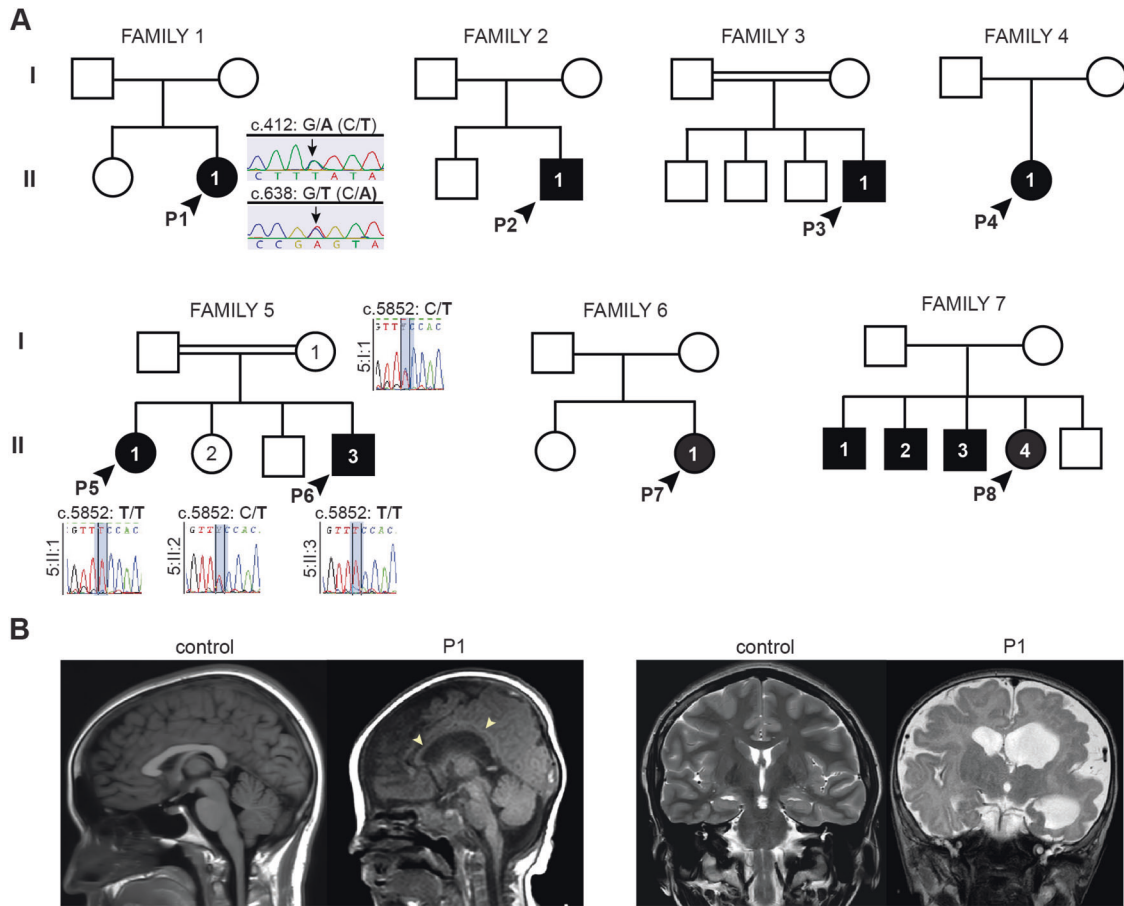 A
FAMILY 1
FAMILY 2
FAMILY 3
FAMILY 4
I
c.412: G/A (C/T)
C T T T A T A
II
1
1
1
1
P1
P2
P3
P4
c.638: G/T (C/A)
C C G A G T A
FAMILY 5
c.5852: C/T
FAMILY 6
FAMILY 7
I
1
5:I:1
G T T Y C C A C
II
1
2
3
1
1
2
3
4
P5
P6
P7
P8
c.5852: T/T
c.5852: C/T
c.5852: T/T
5:II:1
G T T T C C A C
5:II:2
G T T Y C C A C
5:II:3
G T T T C C A C
B
control
P1
control
P1